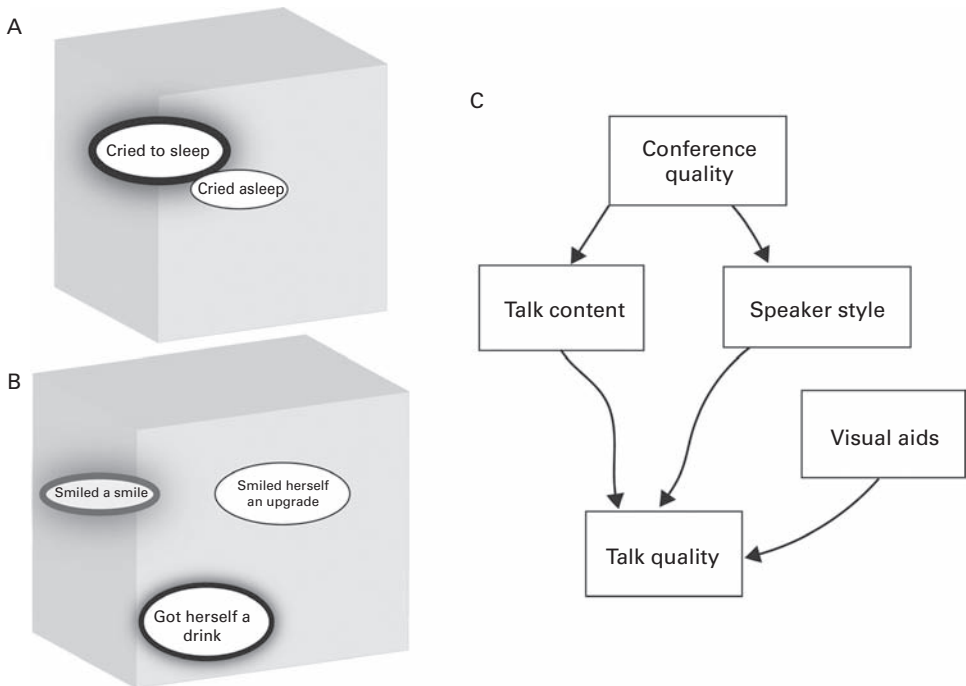 A
Cried to sleep
Cried asleep
B
Smiled a smile
Smiled herself
an upgrade
Got herself a
drink
C
Conference
quality
Talk content
Speaker style
Visual aids
Talk quality